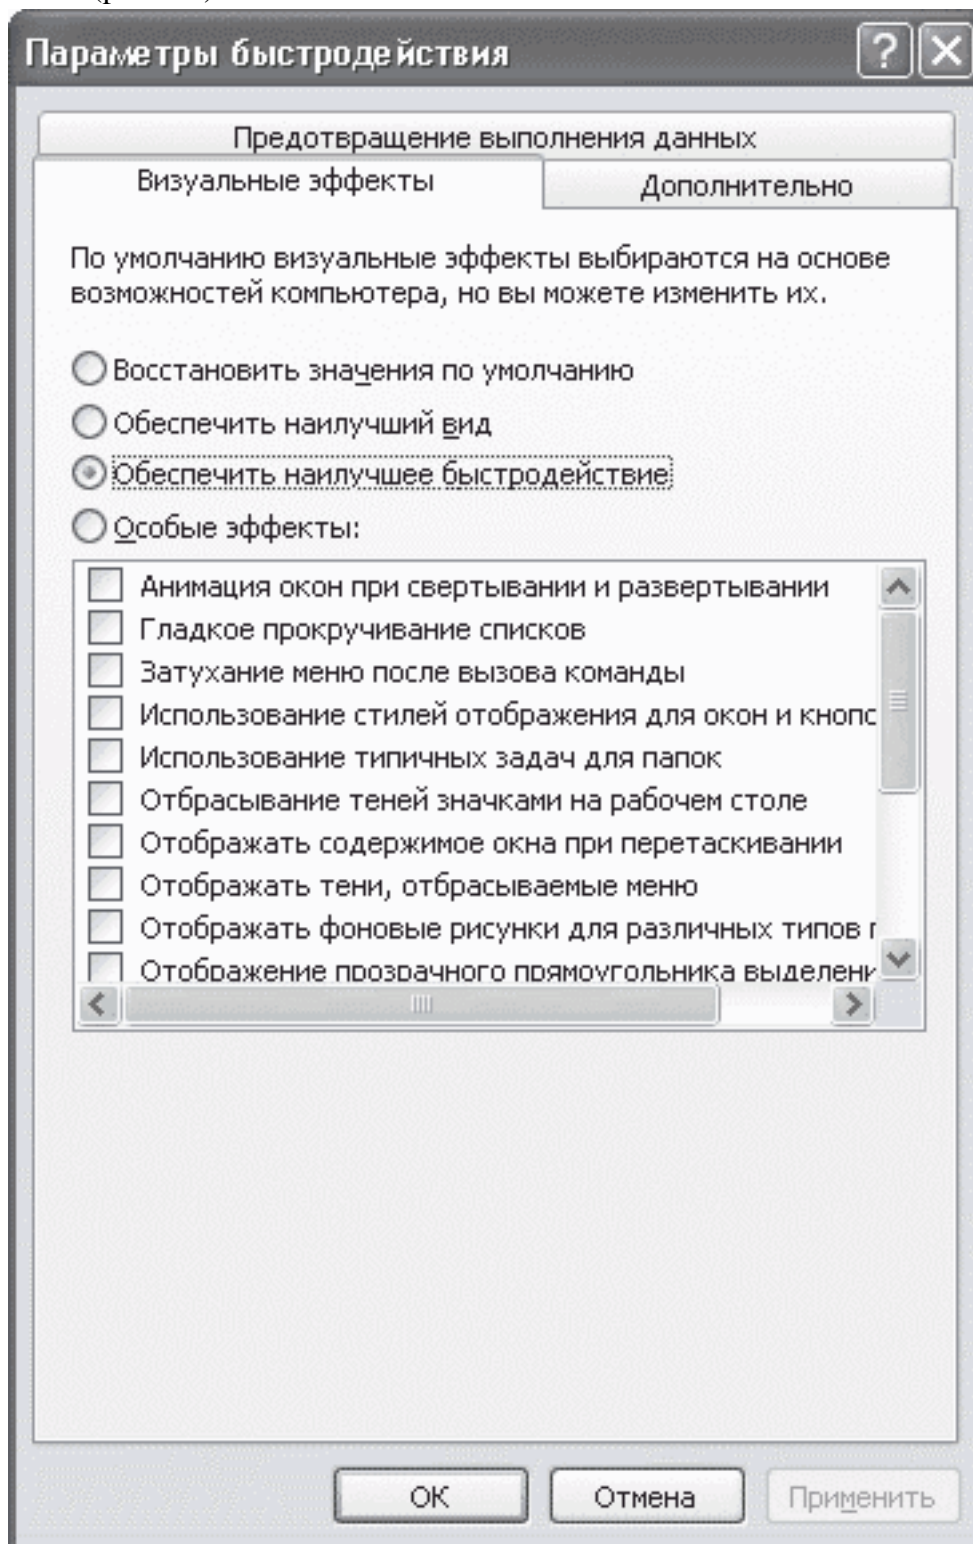 Параметры быстродействия
Предотвращение выполнения данных
Визуальные эффекты
Дополнительно
По умолчанию визуальные эффекты выбираются на основе
возможностей компьютера, но вы можете изменить их.
Восстановить значения по умолчанию
Обеспечить наилучший вид
Обеспечить наилучшее быстродействие
Особые эффекты:
Анимация окон при свертывании и развертывании
Гладкое прокручивание списков
Затухание меню после вызова команды
Использование стилей отображения для окон и кнопо
Использование типичных задач для папок
Отбрасывание теней значками на рабочем столе
Отображать содержимое окна при перетаскивании
Отображать тени, отбрасываемые меню
Отображать фоновые рисунки для различных типов
Отображение прозрачного прямоугольника выделени
ОК
Отмена
Применить